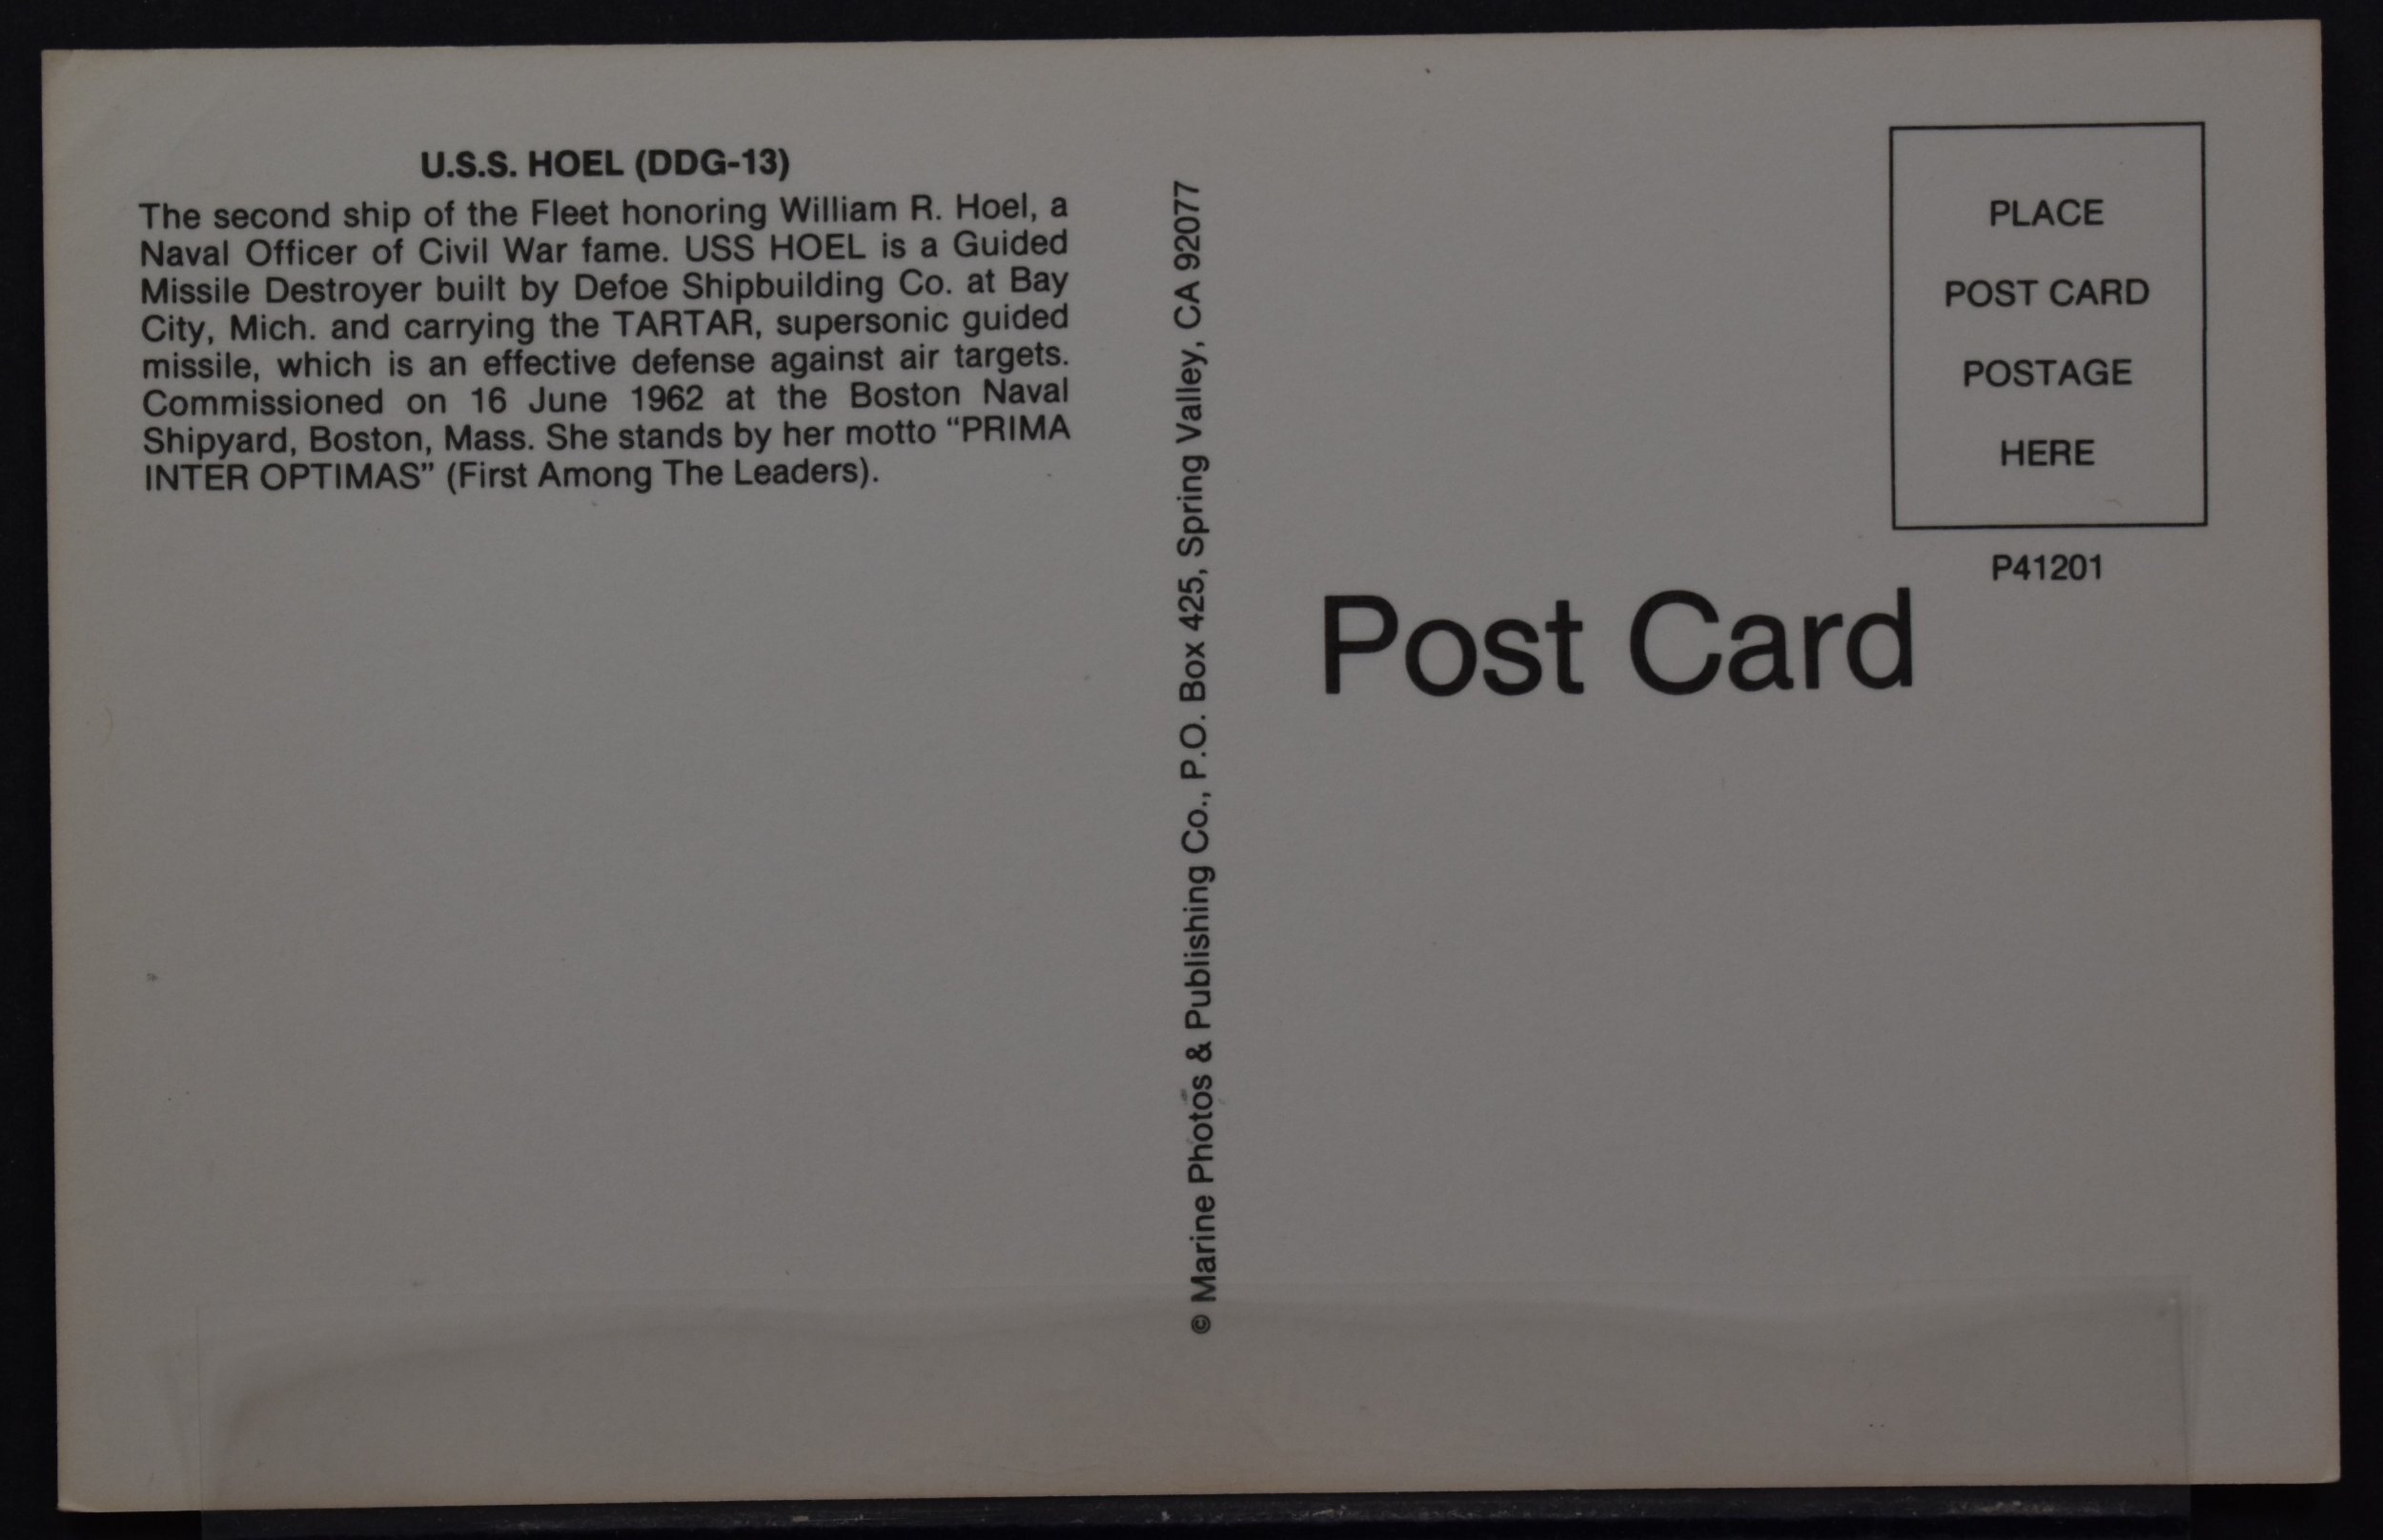 U.S.S. HOEL (DDG-13)
The second ship of the Fleet honoring William R. Hoel, a
Naval Officer of Civil War fame. USS HOEL is a Guided
Missile Destroyer built by Defoe Shipbuilding Co. at Bay
City, Mich. and carrying the TARTAR, supersonic guided
missile, which is an effective defense against air targets.
Commissioned on 16 June 1962 at the Boston Naval
Shipyard, Boston, Mass. She stands by her motto “PRIMA
INTER OPTIMAS” (First Among The Leaders).
© Marine Photos & Publishing Co., P.O. Box 425, Spring Valley, CA 92077
PLACE
POST CARD
POSTAGE
HERE
P41201
Post Card